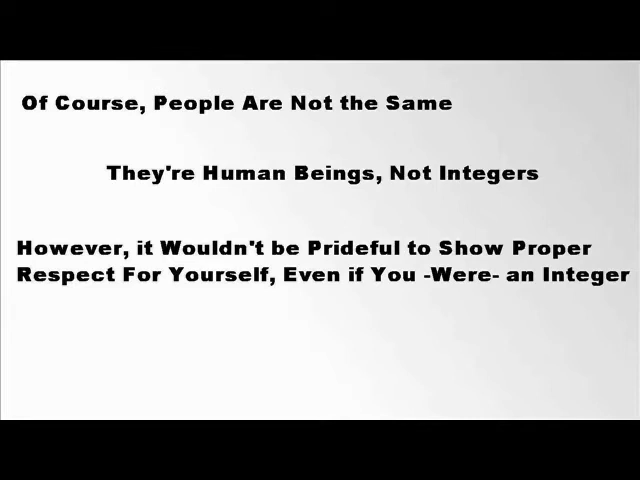 Of Course, People Are Not the Same
They're Human Beings, Not Integers
However, it Wouldn't be Prideful to Show Proper
Respect For Yourself, Even if You -Were- an Integer